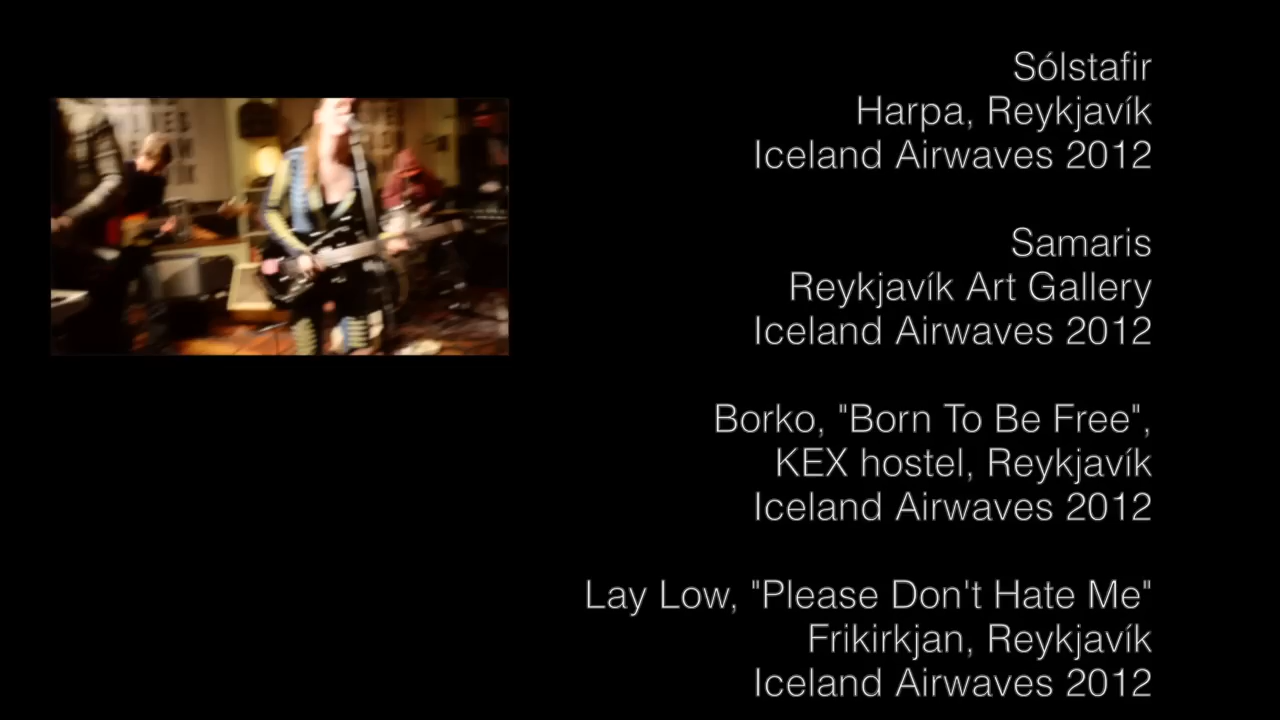 Sólstafir
Harpa, Reykjavík
Iceland Airwaves 2012
Samaris
Reykjavík Art Gallery
Iceland Airwaves 2012
Borko, "Born To Be Free",
KEX hostel, Reykjavík
Iceland Airwaves 2012
Lay Low, "Please Don't Hate Me"
Frikirkjan, Reykjavík
Iceland Airwaves 2012